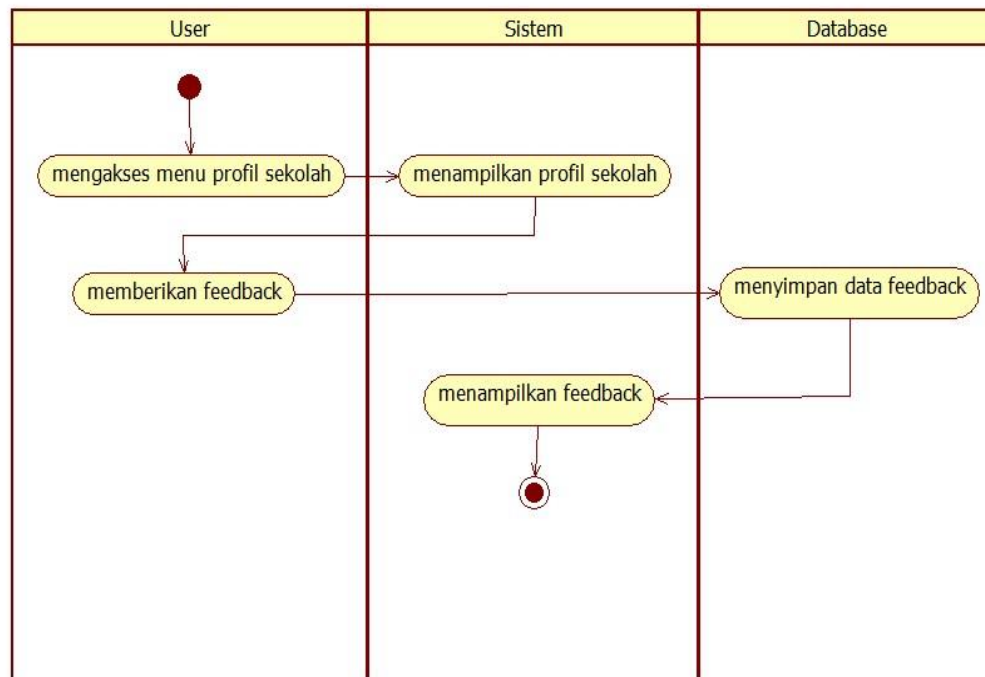 User
Sistem
Database
mengakses menu profil sekolah
menampilkan profil sekolah
memberikan feedback
menyimpan data feedback
menampilkan feedback